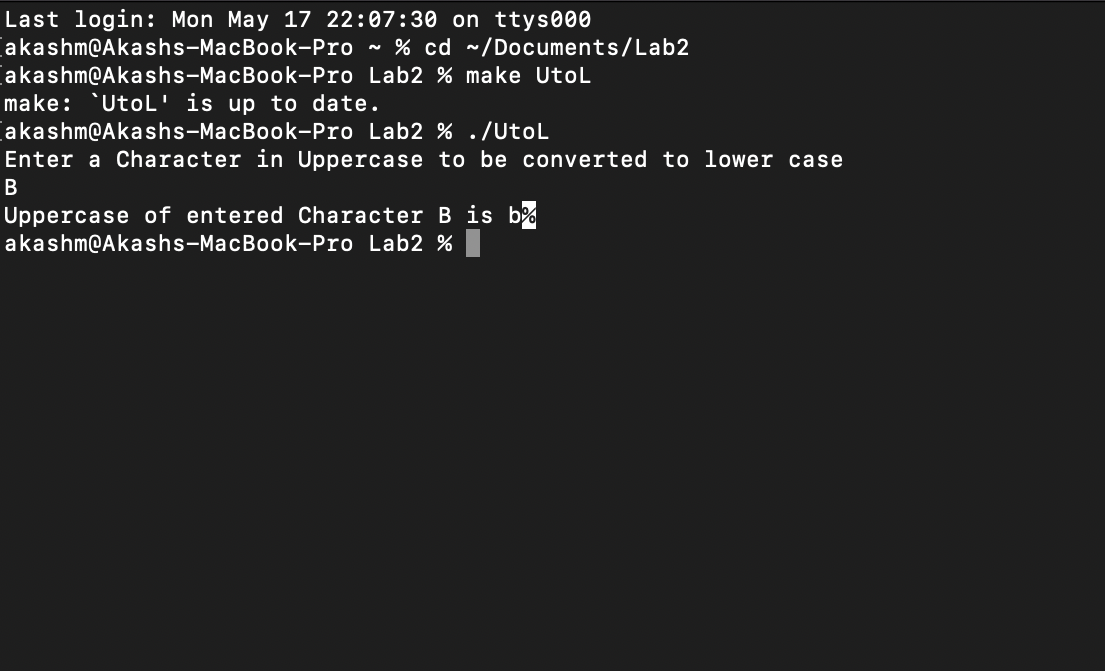 Last login: Mon May 17 22:07:30 on ttys000
[akashm@Akashs-MacBook-Pro ~ % cd ~/Documents/Lab2
[akashm@Akashs-MacBook-Pro Lab2 % make UtoL
make: `UtoL' is up to date.
[akashm@Akashs-MacBook-Pro Lab2 % ./UtoL
Enter a Character in Uppercase to be converted to lower case
B
Uppercase of entered Character B is b%
akashm@Akashs-MacBook-Pro Lab2 %